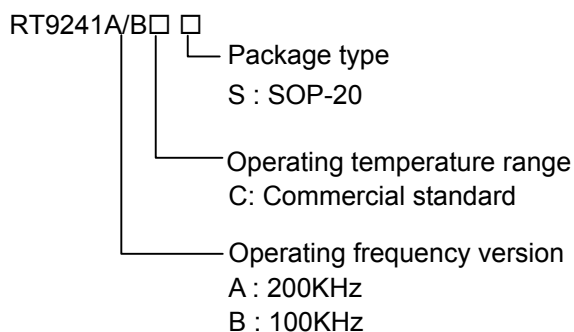 RT9241A/B□ □
Package type
S : SOP-20
Operating temperature range
C: Commercial standard
Operating frequency version
A : 200KHz
B : 100KHz